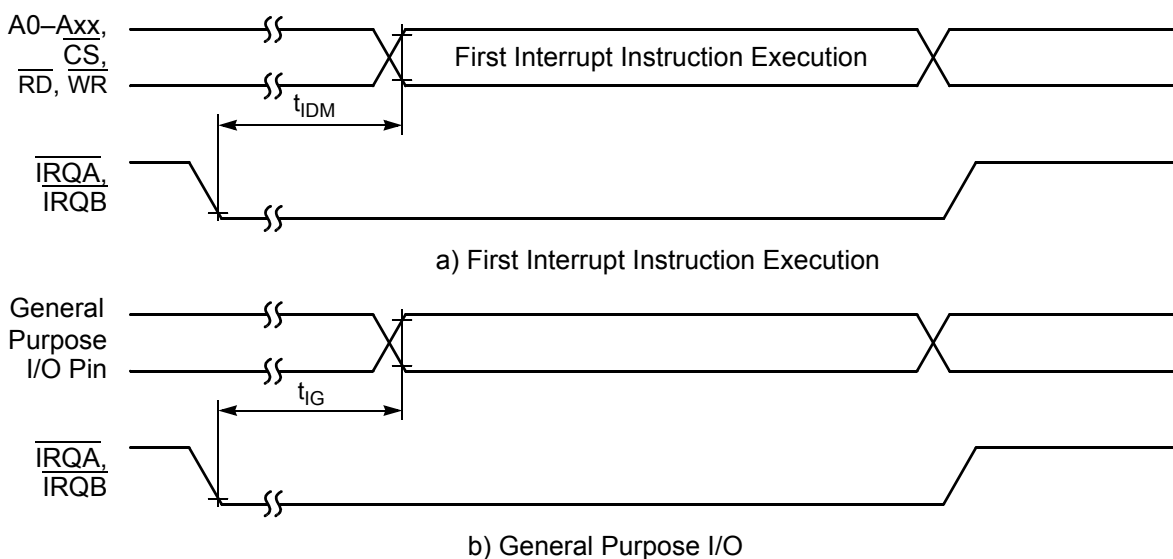 A0–Axx,
CS,
RD, WR
First Interrupt Instruction Execution
tIDM
IRQA,
IRQB
a) First Interrupt Instruction Execution
General
Purpose
I/O Pin
tIG
IRQA,
IRQB
b) General Purpose I/O